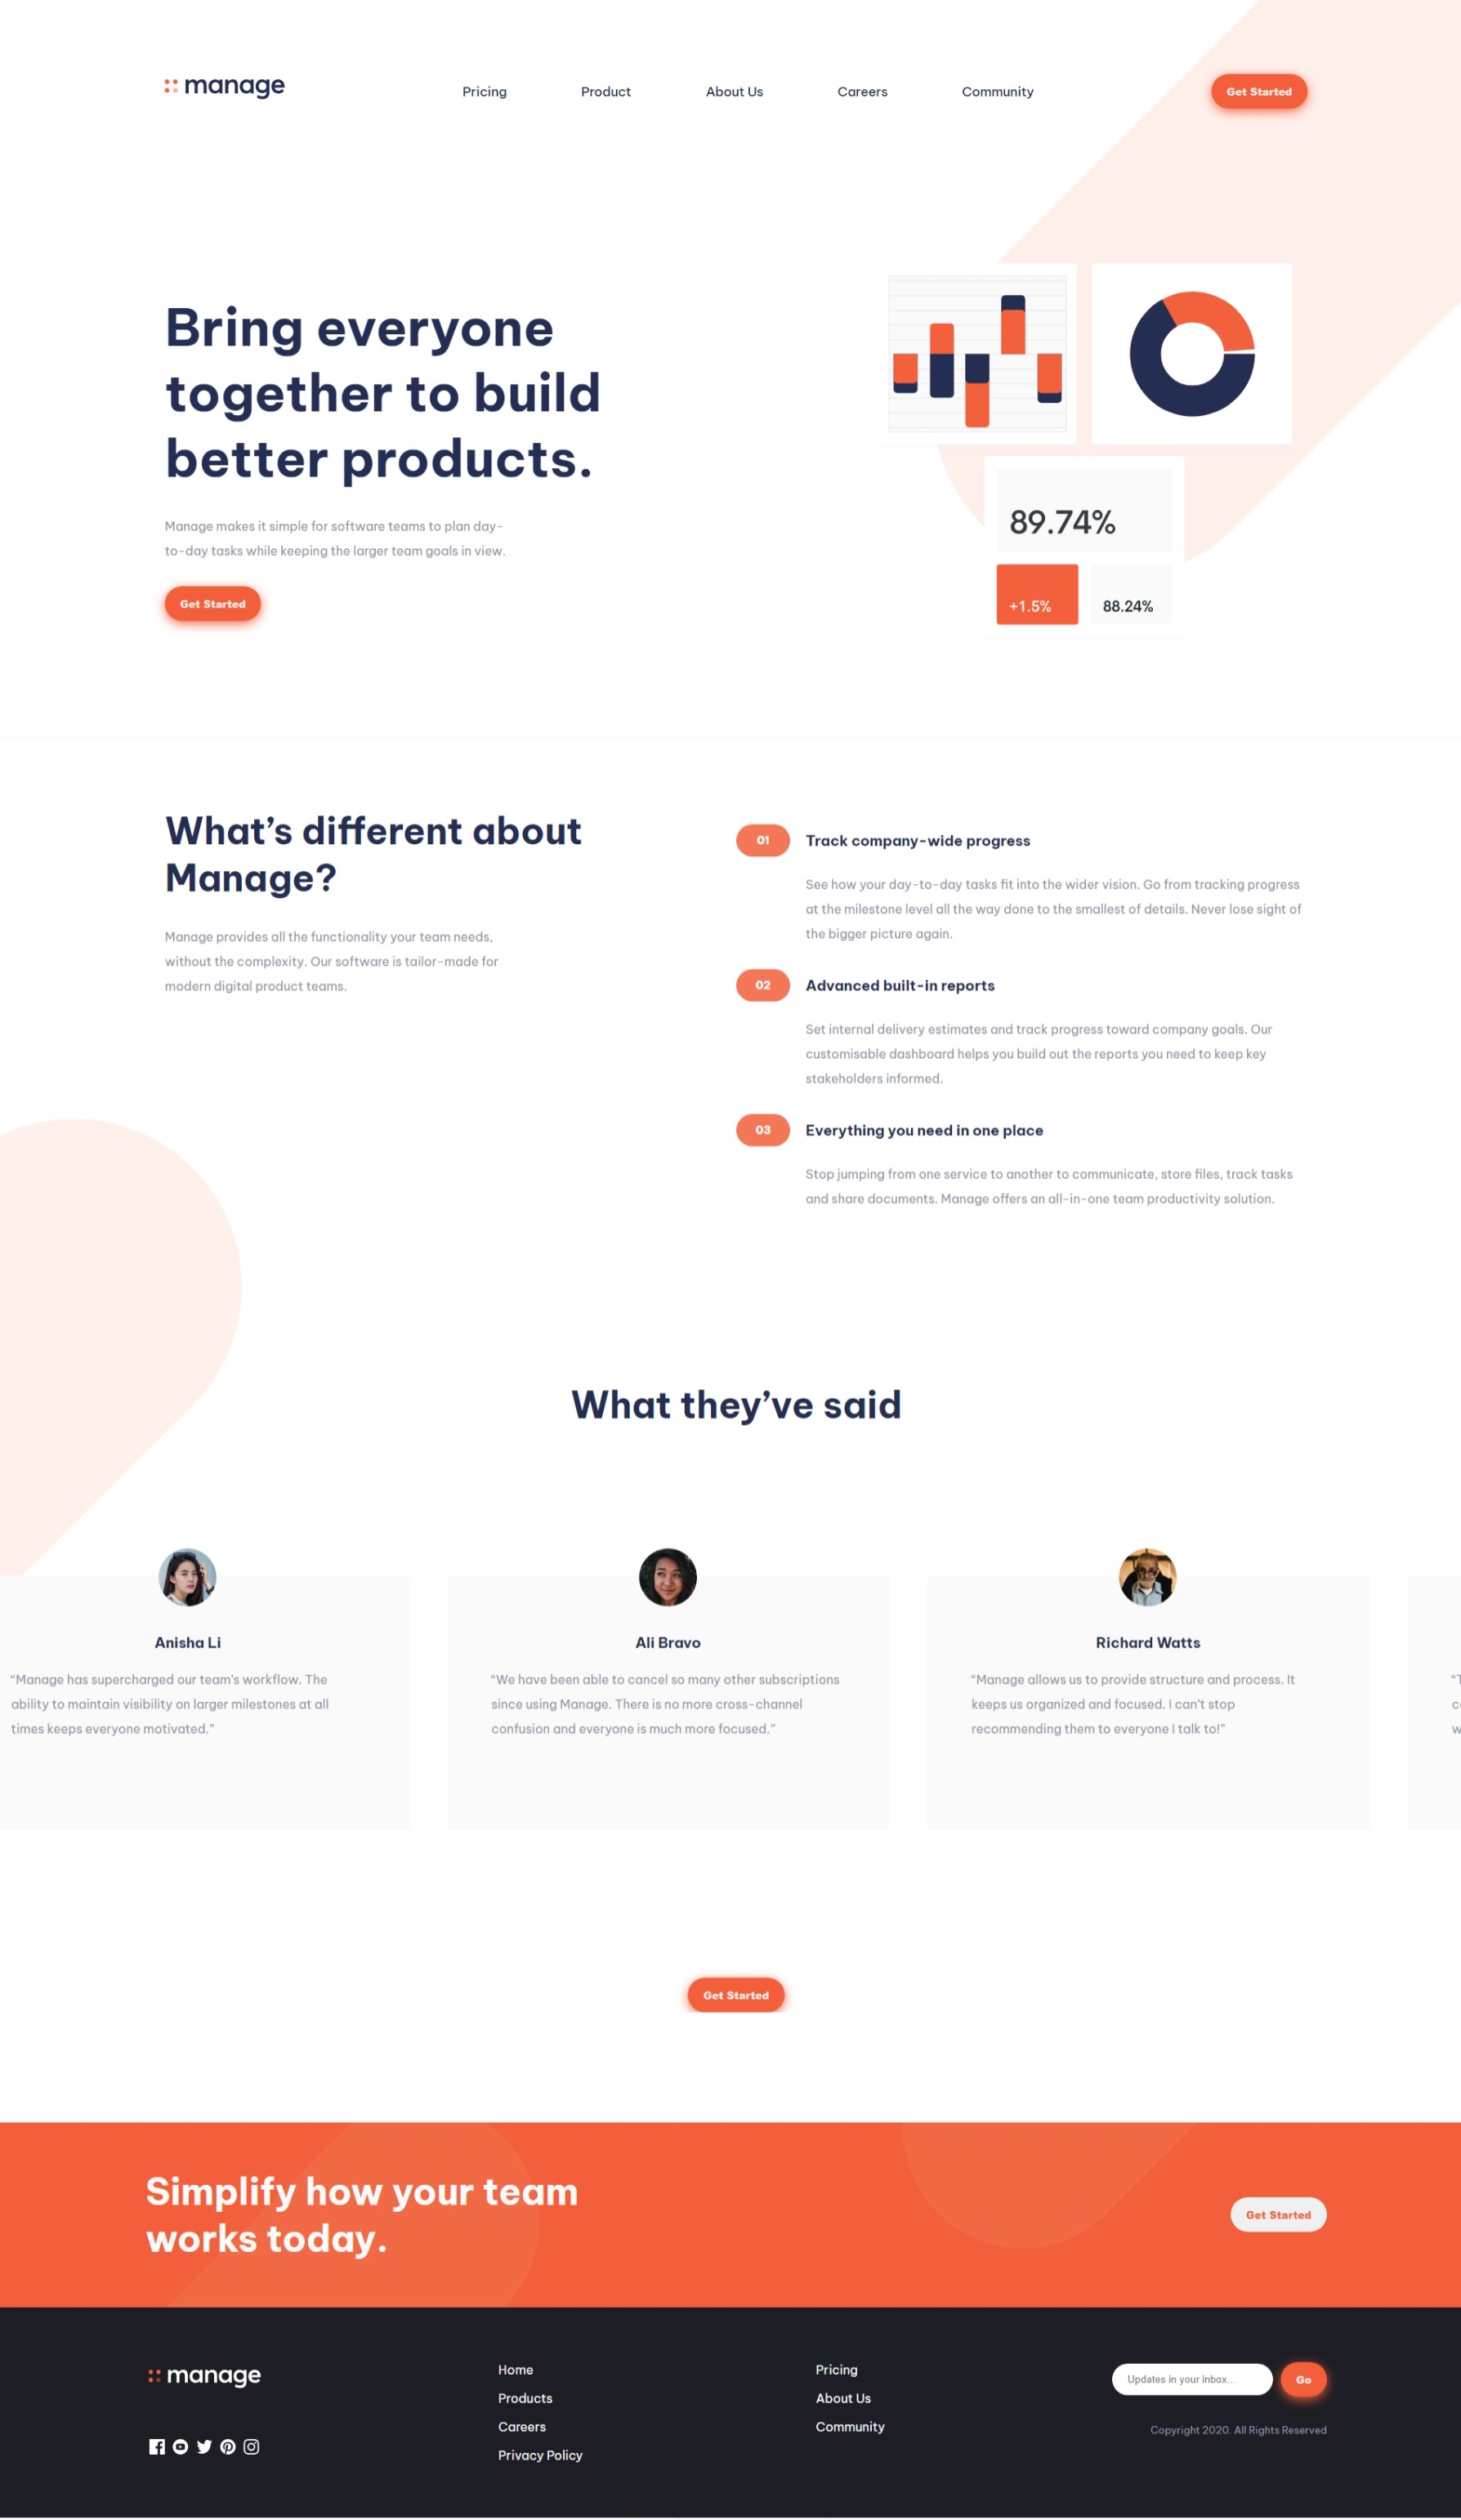 manage
Pricing
Product
About Us
Careers
Community
Get Started
Bring everyone
together to build
better products.
Manage makes it simple for software teams to plan day-
to-day tasks while keeping the larger team goals in view.
Get Started
89.74%
+1.5%
88.24%
What’s different about
Manage?
Manage provides all the functionality your team needs,
without the complexity. Our software is tailor-made for
modern digital product teams.
01
Track company-wide progress
See how your day-to-day tasks fit into the wider vision. Go from tracking progress
at the milestone level all the way done to the smallest of details. Never lose sight of
the bigger picture again.
02
Advanced built-in reports
Set internal delivery estimates and track progress toward company goals. Our
customisable dashboard helps you build out the reports you need to keep key
stakeholders informed.
03
Everything you need in one place
Stop jumping from one service to another to communicate, store files, track tasks
and share documents. Manage offers an all-in-one team productivity solution.
What they’ve said
Anisha Li
“Manage has supercharged our team’s workflow. The
ability to maintain visibility on larger milestones at all
times keeps everyone motivated.”
Ali Bravo
“We have been able to cancel so many other subscriptions
since using Manage. There is no more cross-channel
confusion and everyone is much more focused.”
Richard Watts
“Manage allows us to provide structure and process. It
keeps us organized and focused. I can’t stop
recommending them to everyone I talk to!”
Get Started
Simplify how your team
works today.
Get Started
manage
Home
Products
Careers
Privacy Policy
Pricing
About Us
Community
Updates in your inbox...
Go
Copyright 2020. All Rights Reserved